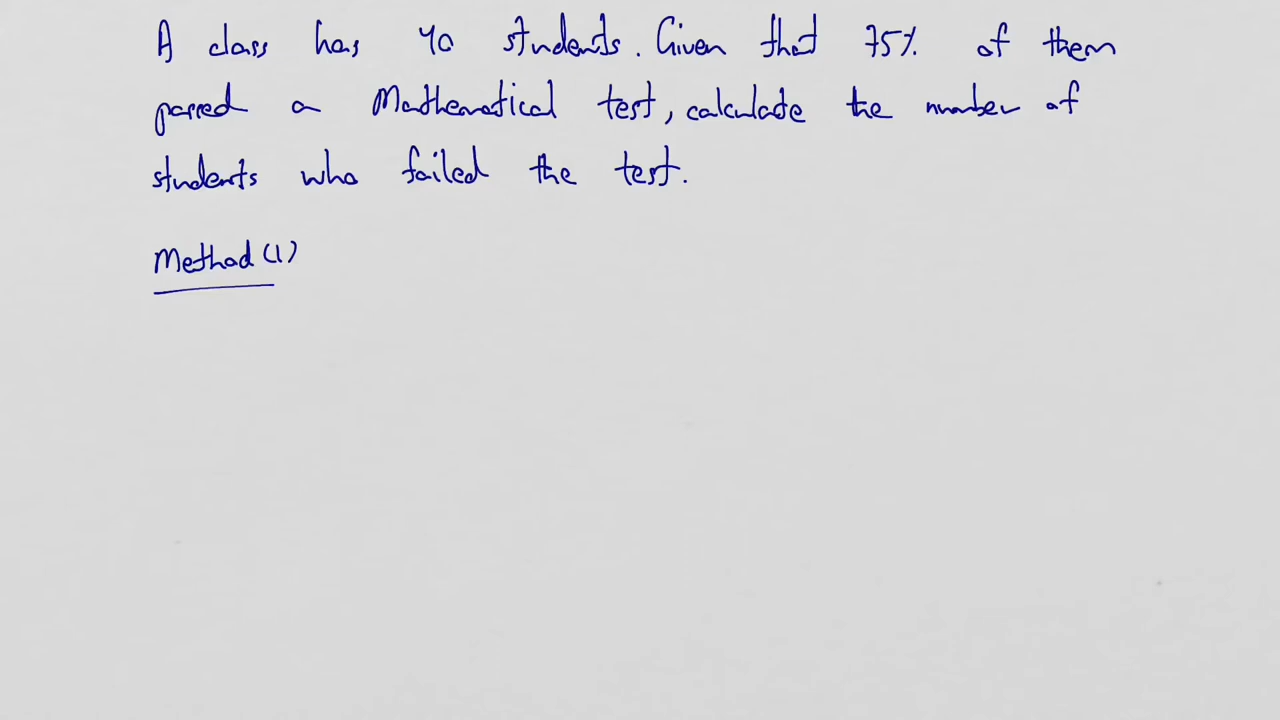 A class has 40 students. Given that 75% of them
passed a Mathematical test, calculate the number of
students who failed the test.
Method (1)